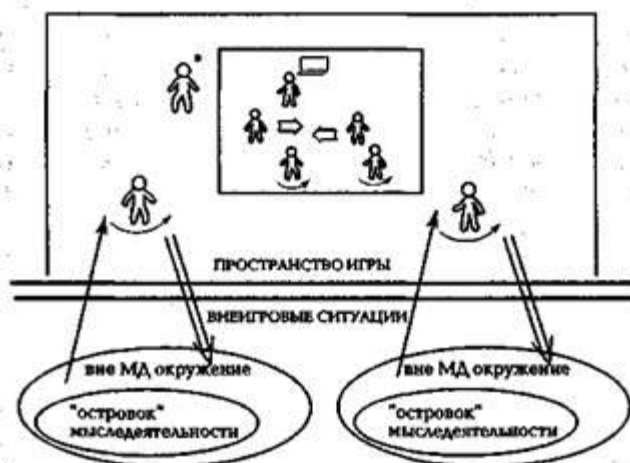 ПРОСТРАНСТВО ИГРЫ
ВНЕИГРОВЫЕ СИТУАЦИИ
вне МД окружение
"островок"
мыследеятельности
вне МД окружение
"островок"
мыследеятельности